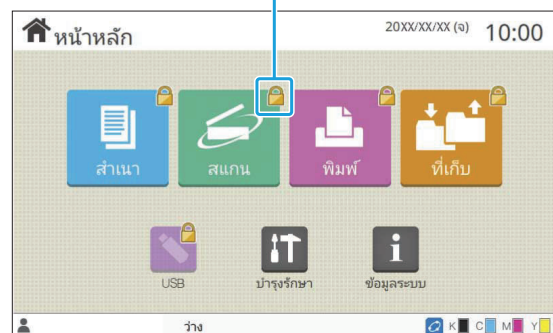 หน้าหลัก
20XX/XX/XX (จ) 10:00
สำเนา สแกน พิมพ์ ที่เก็บ
USB บำรุงรักษา ข้อมูลระบบ
ว่าง K C M Y